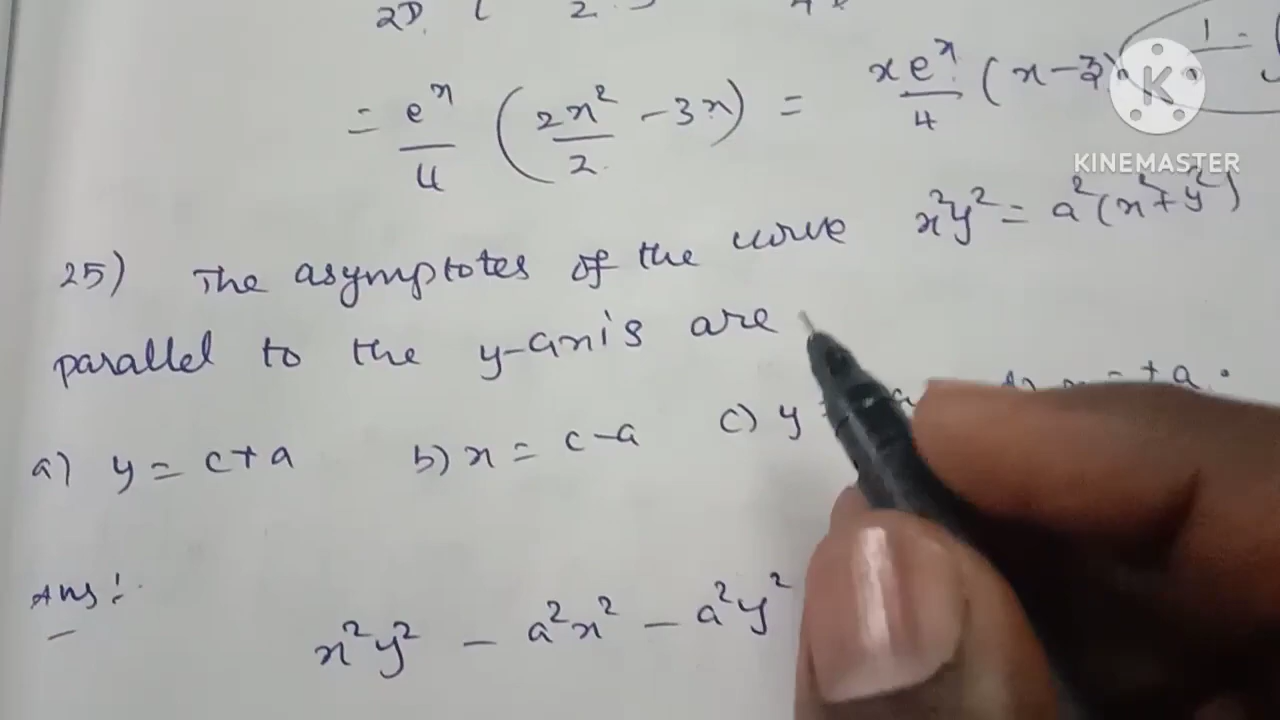 = e^x/4 (2x²/2 - 3x) = xe^x/4 (x-3)
KINEMASTER
25) The asymptotes of the curve x²y² = a²(x²+y²)
parallel to the y-axis are
a) y = c+a b) x = c-a c) y
Ans:
x²y² - a²x² - a²y²